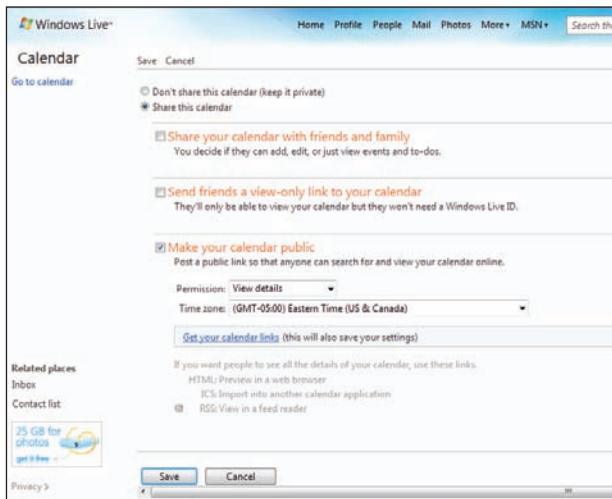 Windows Live™
Home Profile People Mail Photos More▾ MSN▾ Search the
Calendar
Go to calendar
Save Cancel
Don't share this calendar (keep it private)
Share this calendar
Share your calendar with friends and family
You decide if they can add, edit, or just view events and to-dos.
Send friends a view-only link to your calendar
They'll only be able to view your calendar but they won't need a Windows Live ID.
Make your calendar public
Post a public link so that anyone can search for and view your calendar online.
Permission: View details
Time zone: (GMT-05:00) Eastern Time (US & Canada)
Get your calendar links (this will also save your settings)
If you want people to see all the details of your calendar, use these links.
HTML: Preview in a web browser
ICS: Import into another calendar application
RSS: View in a feed reader
Related places
Inbox
Contact list
25 GB for
photos
get it free
Privacy >
Save Cancel